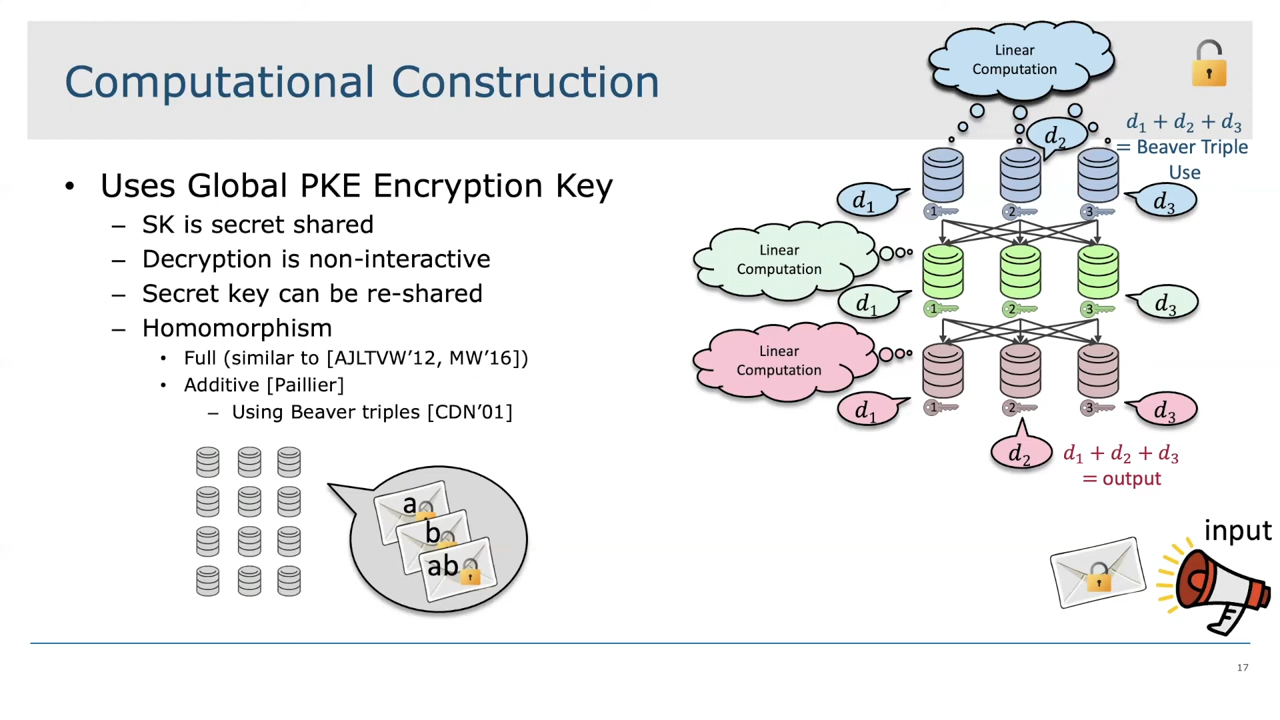 Computational Construction
• Uses Global PKE Encryption Key
– SK is secret shared
– Decryption is non-interactive
– Secret key can be re-shared
– Homomorphism
• Full (similar to [AJLTVW’12, MW’16])
• Additive [Paillier]
– Using Beaver triples [CDN’01]
a
b
ab
Linear
Computation
d₂
d₁ + d₂ + d₃
= Beaver Triple
Use
d₁
d₃
1
2
3
Linear
Computation
d₁
d₃
1
2
3
Linear
Computation
d₁
d₃
1
2
3
d₂
d₁ + d₂ + d₃
= output
input
17